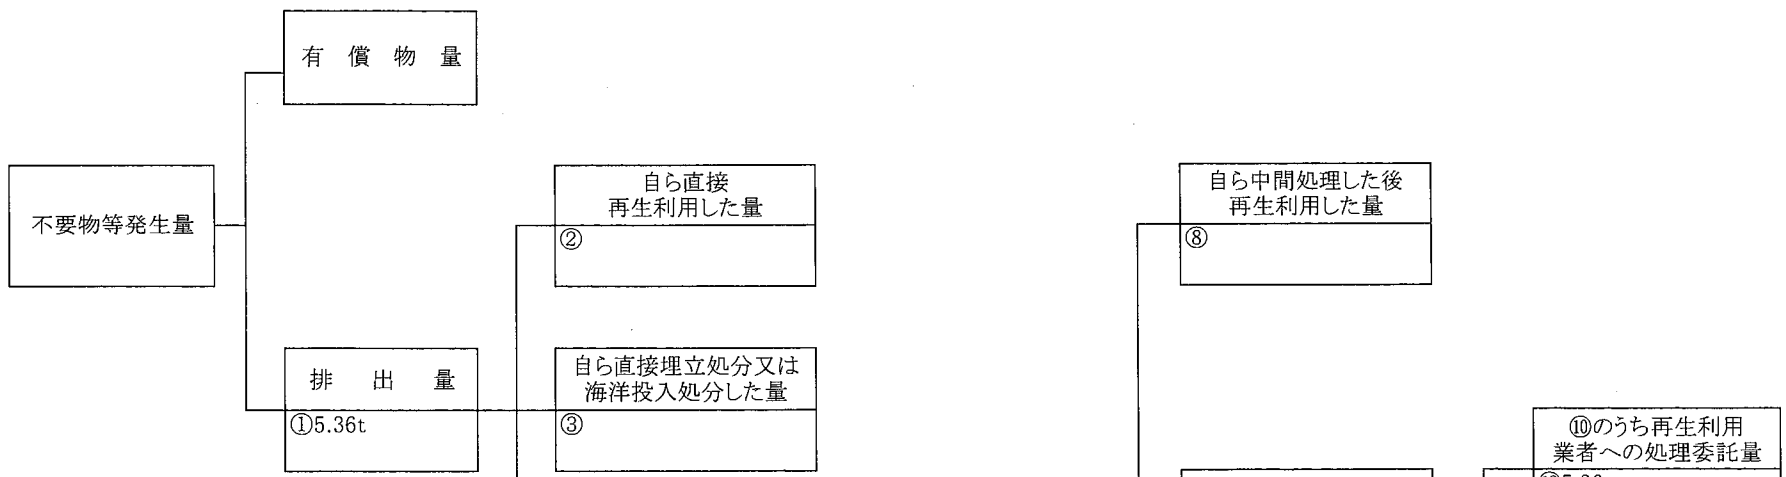 有償物量
不要物等発生量
自ら直接
再生利用した量
②
自ら中間処理した後
再生利用した量
⑧
排出量
①5.36t
自ら直接埋立処分又は
海洋投入処分した量
③
⑩のうち再生利用
業者への処理委託量